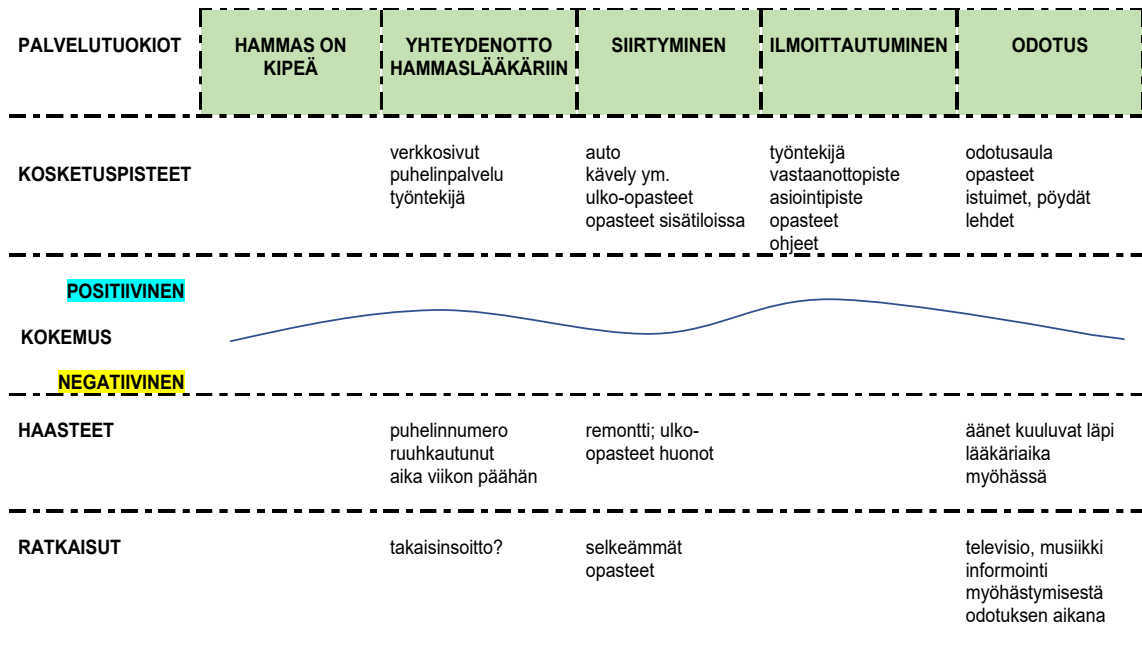 PALVELUTUOKIOT
HAMMAS ON
KIPEÄ
YHTEYDENOTTO
HAMMASLÄÄKÄRIIN
SIIRTYMINEN
ILMOITTAUTUMINEN
ODOTUS
KOSKETUSPISTEET
verkkosivut
puhelinpalvelu
työntekijä
auto
kävely ym.
ulko-opasteet
opasteet sisätiloissa
työntekijä
vastaanottopiste
asiointipiste
opasteet
ohjeet
odotusaula
opasteet
istuimet, pöydät
lehdet
POSITIIVINEN
KOKEMUS
NEGATIIVINEN
HAASTEET
puhelinnumero
ruuhkautunut
aika viikon päähän
remontti; ulko-
opasteet huonot
äänet kuuluvat läpi
lääkäriaika
myöhässä
RATKAISUT
takaisinsoitto?
selkeämmät
opasteet
televisio, musiikki
informointi
myöhästymisestä
odotuksen aikana